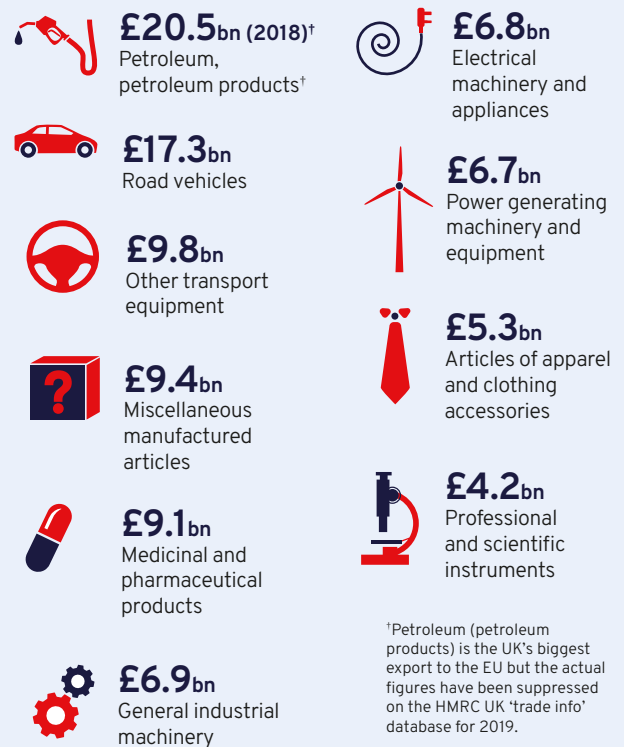 £20.5bn (2018)†
Petroleum,
petroleum products†
£17.3bn
Road vehicles
£9.8bn
Other transport
equipment
?
£9.4bn
Miscellaneous
manufactured
articles
£9.1bn
Medicinal and
pharmaceutical
products
£6.9bn
General industrial
machinery
£6.8bn
Electrical
machinery and
appliances
£6.7bn
Power generating
machinery and
equipment
£5.3bn
Articles of apparel
and clothing
accessories
£4.2bn
Professional
and scientific
instruments
†Petroleum (petroleum
products) is the UK’s biggest
export to the EU but the actual
figures have been suppressed
on the HMRC UK ‘trade info’
database for 2019.